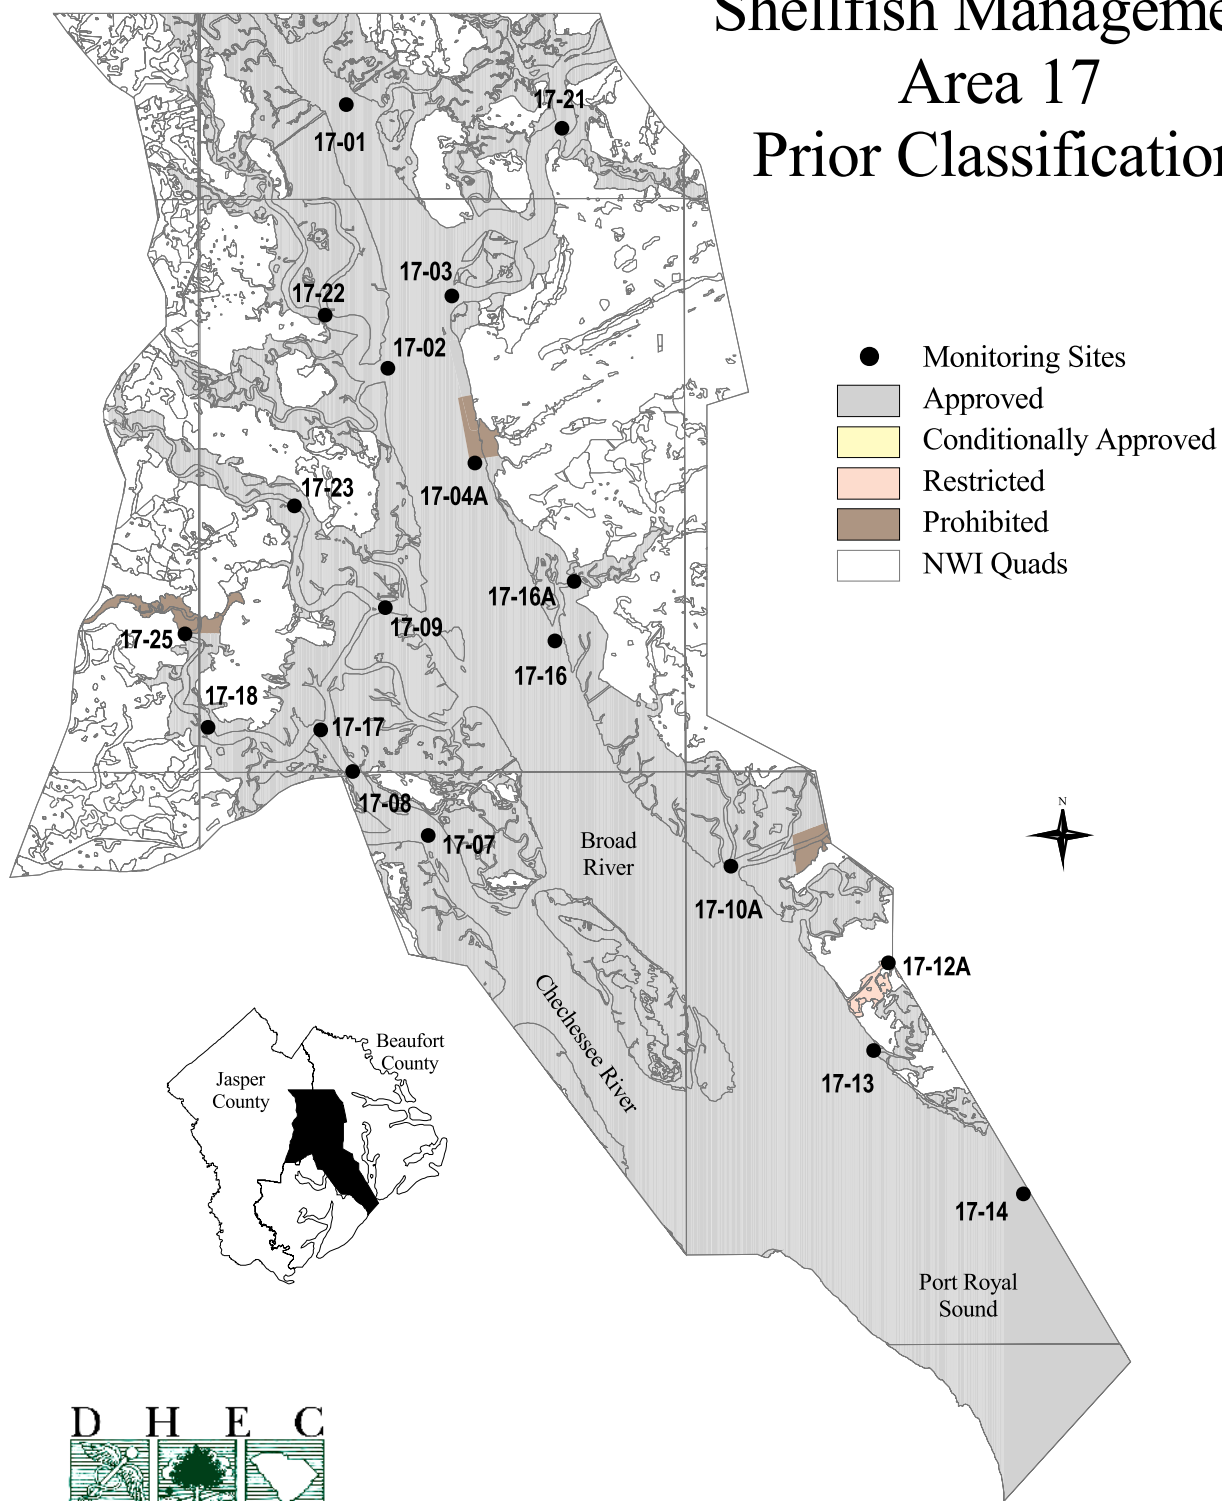 Shellfish Manageme
Area 17
Prior Classification
17-21
17-01
17-03
17-22
17-02
Monitoring Sites
Approved
Conditionally Approved
Restricted
Prohibited
NWI Quads
17-04A
17-23
17-16A
17-09
17-25
17-16
17-18
17-17
17-08
17-07
Broad
River
N
17-10A
17-12A
Chechessee River
17-13
Beaufort
County
Jasper
County
17-14
Port Royal
Sound
D H E C